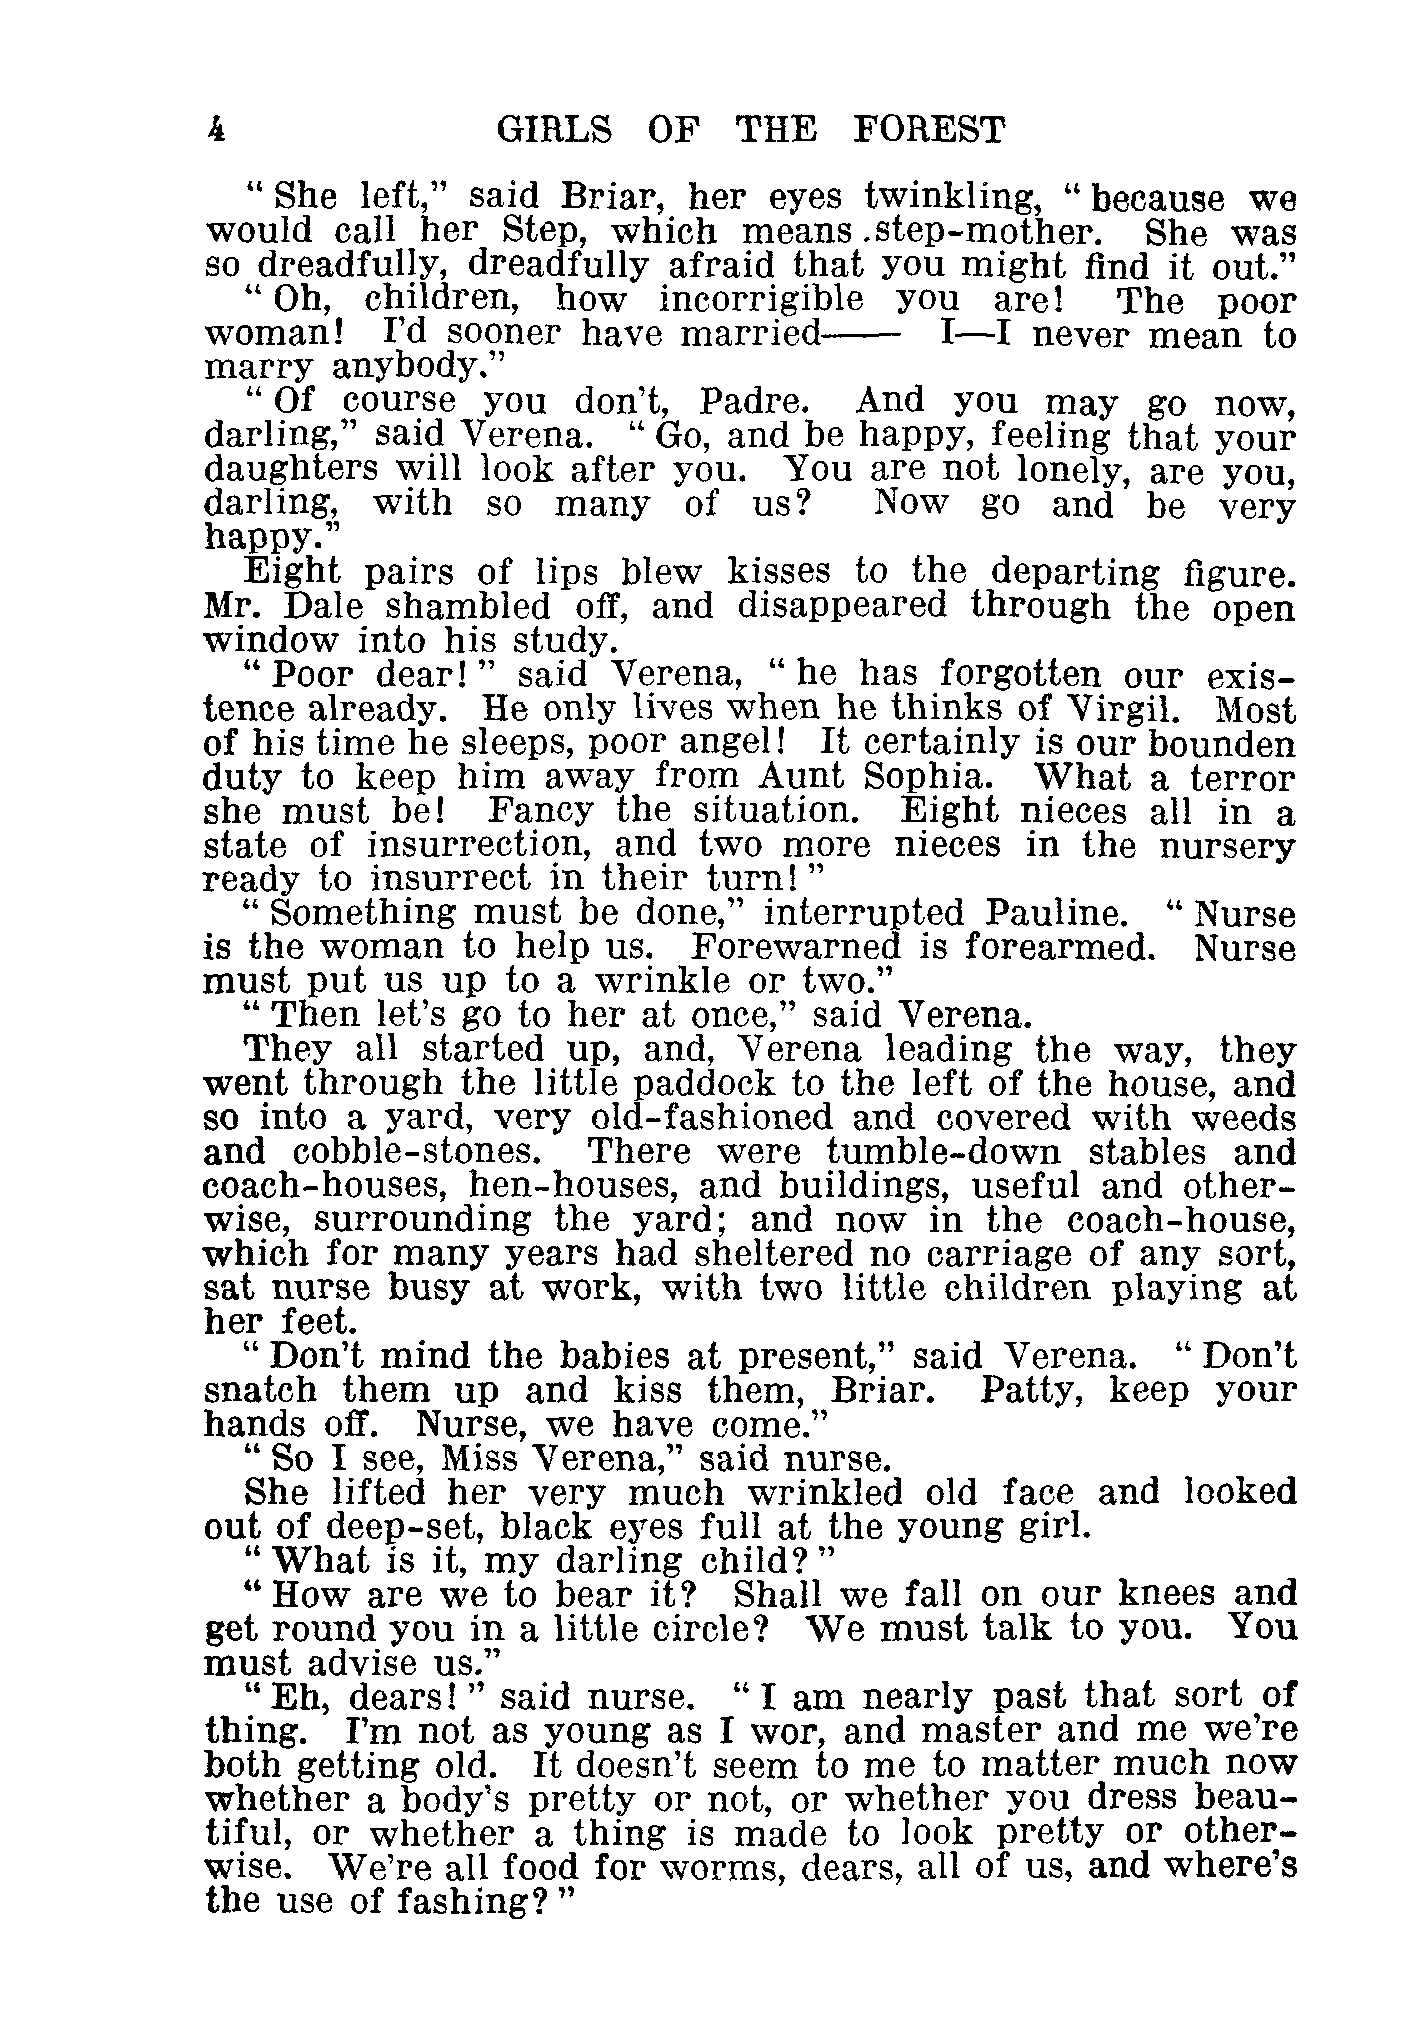 4 GIRLS OF THE FOREST
“ She left,” said Briar, her eyes twinkling, “ because we
would call her Step, which means .step-mother. She was
so dreadfully, dreadfully afraid that you might find it out.”
“ Oh, children, how incorrigible you are! The poor
woman! I’d sooner have married—— I—I never mean to
marry anybody.”
“ Of course you don’t, Padre. And you may go now,
darling,” said Verena. “ Go, and be happy, feeling that your
daughters will look after you. You are not lonely, are you,
darling, with so many of us? Now go and be very
happy.”
Eight pairs of lips blew kisses to the departing figure.
Mr. Dale shambled off, and disappeared through the open
window into his study.
“ Poor dear! ” said Verena, “ he has forgotten our exis-
tence already. He only lives when he thinks of Virgil. Most
of his time he sleeps, poor angel! It certainly is our bounden
duty to keep him away from Aunt Sophia. What a terror
she must be! Fancy the situation. Eight nieces all in a
state of insurrection, and two more nieces in the nursery
ready to insurrect in their turn! ”
“ Something must be done,” interrupted Pauline. “ Nurse
is the woman to help us. Forewarned is forearmed. Nurse
must put us up to a wrinkle or two.”
“ Then let’s go to her at once,” said Verena.
They all started up, and, Verena leading the way, they
went through the little paddock to the left of the house, and
so into a yard, very old-fashioned and covered with weeds
and cobble-stones. There were tumble-down stables and
coach-houses, hen-houses, and buildings, useful and other-
wise, surrounding the yard; and now in the coach-house,
which for many years had sheltered no carriage of any sort,
sat nurse busy at work, with two little children playing at
her feet.
“ Don’t mind the babies at present,” said Verena. “ Don’t
snatch them up and kiss them, Briar. Patty, keep your
hands off. Nurse, we have come.”
“ So I see, Miss Verena,” said nurse.
She lifted her very much wrinkled old face and looked
out of deep-set, black eyes full at the young girl.
“ What is it, my darling child? ”
“ How are we to bear it? Shall we fall on our knees and
get round you in a little circle? We must talk to you. You
must advise us.”
“ Eh, dears! ” said nurse. “ I am nearly past that sort of
thing. I’m not as young as I wor, and master and me we’re
both getting old. It doesn’t seem to me to matter much now
whether a body’s pretty or not, or whether you dress beau-
tiful, or whether a thing is made to look pretty or other-
wise. We’re all food for worms, dears, all of us, and where’s
the use of fashing? ”